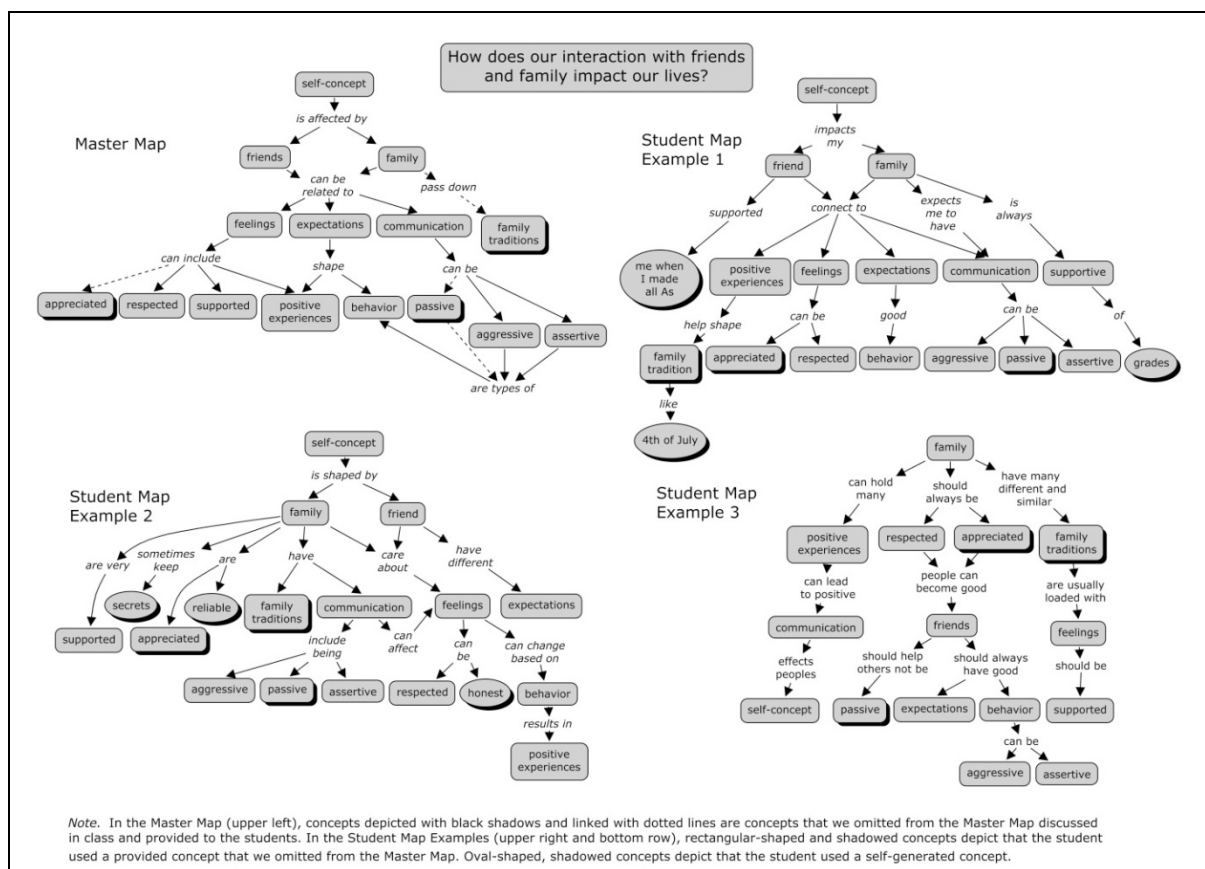 How does our interaction with friends
and family impact our lives?
Master Map
self-concept
is affected by
friends
family
can be
related to
pass down
feelings
expectations
communication
family
traditions
can include
shape
can be
appreciated
respected
supported
positive
experiences
behavior
passive
aggressive
assertive
are types of
Student Map
Example 1
self-concept
impacts
my
friend
family
supported
connect to
expects
me to
have
is
always
me when
I made
all As
positive
experiences
feelings
expectations
communication
supportive
help shape
can be
good
can be
of
family
tradition
appreciated
respected
behavior
aggressive
passive
assertive
grades
like
4th of July
Student Map
Example 2
self-concept
is shaped by
family
friend
are very
sometimes
keep
are
have
care
about
have
different
secrets
reliable
family
traditions
communication
feelings
expectations
supported
appreciated
include
being
can
affect
can
be
can change
based on
aggressive
passive
assertive
respected
honest
behavior
results in
positive
experiences
Student Map
Example 3
family
can hold
many
should
always be
have many
different and
similar
positive
experiences
respected
appreciated
family
traditions
can lead
to positive
people can
become good
are usually
loaded with
communication
friends
feelings
effects
peoples
should help
others not be
should always
have good
should be
self-concept
passive
expectations
behavior
supported
can be
aggressive
assertive
Note. In the Master Map (upper left), concepts depicted with black shadows and linked with dotted lines are concepts that we omitted from the Master Map discussed
in class and provided to the students. In the Student Map Examples (upper right and bottom row), rectangular-shaped and shadowed concepts depict that the student
used a provided concept that we omitted from the Master Map. Oval-shaped, shadowed concepts depict that the student used a self-generated concept.